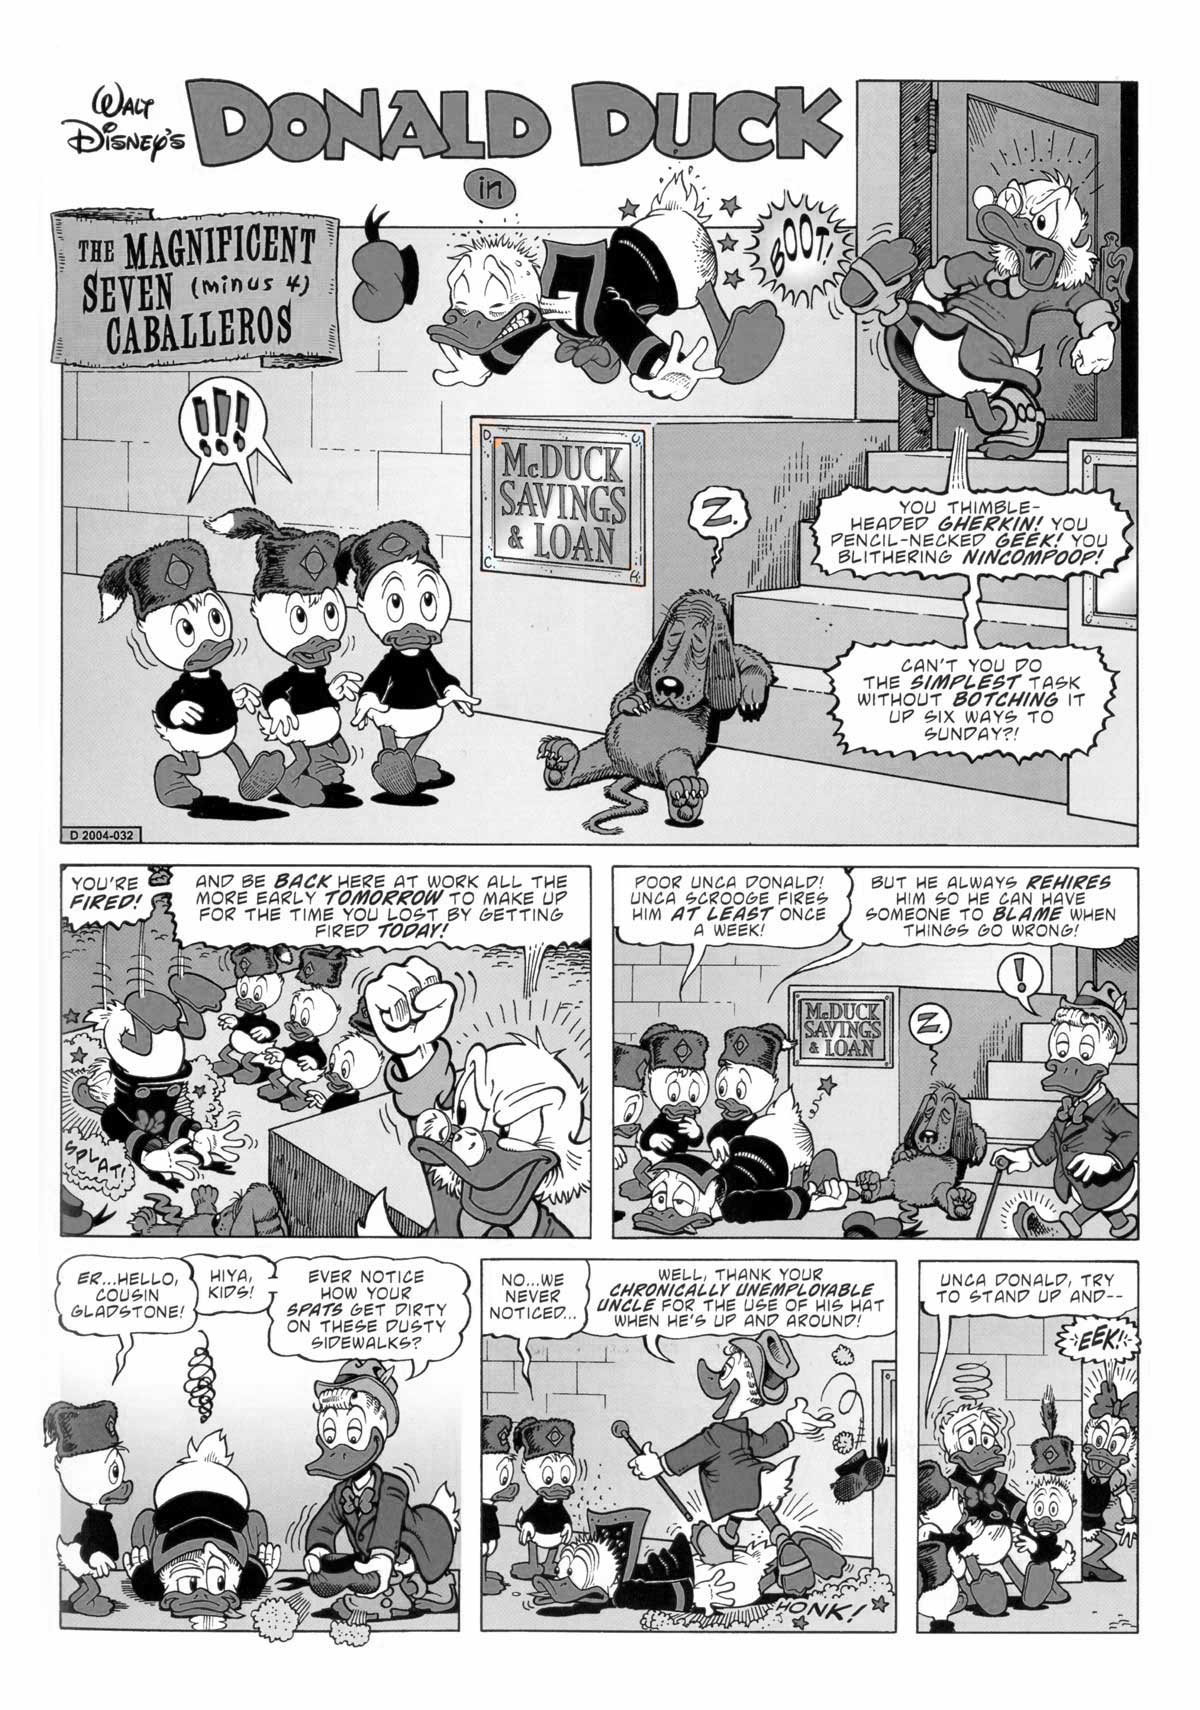 WALT
DISNEY'S
DONALD DUCK
in
THE MAGNIFICENT
SEVEN (minus 4)
CABALLEROS
BOOT!
!!!
D.
U.
C.
K.
McDUCK
SAVINGS
& LOAN
Z.
YOU THIMBLE-
HEADED GHERKIN! YOU
PENCIL-NECKED GEEK! YOU
BLITHERING NINCOMPOOP!
CAN'T YOU DO
THE SIMPLEST TASK
WITHOUT BOTCHING IT
UP SIX WAYS TO
SUNDAY?!
D 2004-032
YOU'RE
FIRED!
AND BE BACK HERE AT WORK ALL THE
MORE EARLY TOMORROW TO MAKE UP
FOR THE TIME YOU LOST BY GETTING
FIRED TODAY!
SPLAT!
POOR UNCA DONALD!
UNCA SCROOGE FIRES
HIM AT LEAST ONCE
A WEEK!
BUT HE ALWAYS REHIRES
HIM SO HE CAN HAVE
SOMEONE TO BLAME WHEN
THINGS GO WRONG!
!
McDUCK
SAVINGS
& LOAN
Z.
ER...HELLO,
COUSIN
GLADSTONE!
HIYA,
KIDS!
EVER NOTICE
HOW YOUR
SPATS GET DIRTY
ON THESE DUSTY
SIDEWALKS?
NO...WE
NEVER
NOTICED...
WELL, THANK YOUR
CHRONICALLY UNEMPLOYABLE
UNCLE FOR THE USE OF HIS HAT
WHEN HE'S UP AND AROUND!
HONK!
UNCA DONALD, TRY
TO STAND UP AND--
EEK!